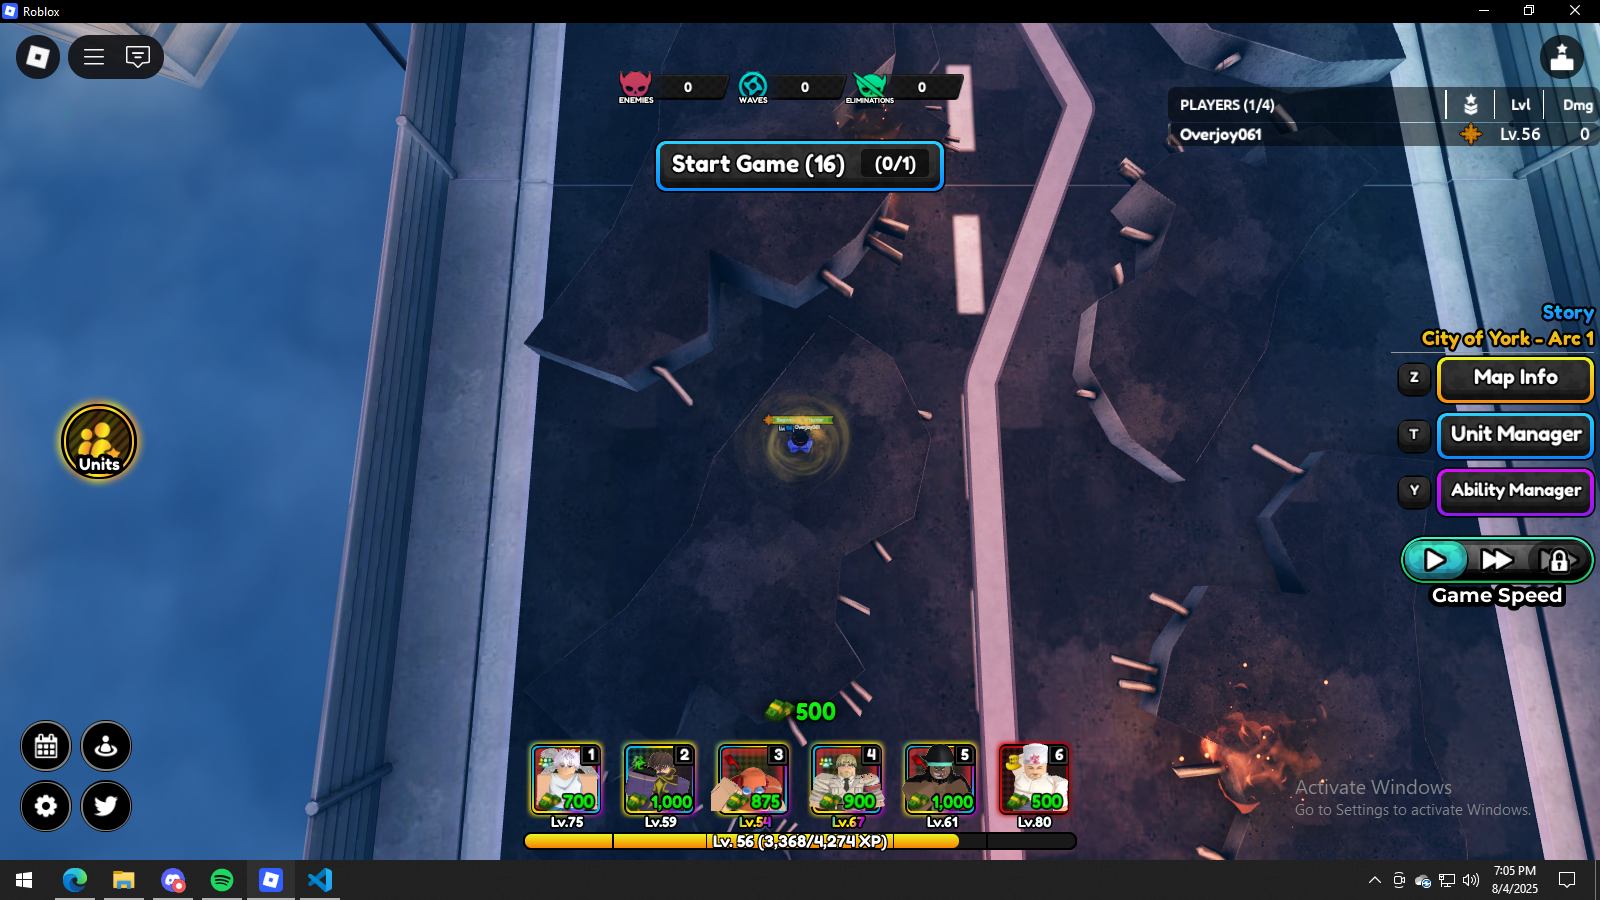 Roblox
ENEMIES 0
WAVES 0
ELIMINATIONS 0
Start Game (16) (0/1)
PLAYERS (1/4) Lvl Dmg
Overjoy061 Lv.56 0
Story
City of York - Arc 1
Z Map Info
T Unit Manager
Y Ability Manager
Game Speed
Units
Overjoy061
500
1 2 3 4 5 6
700 1,000 875 900 1,000 500
Lv.75 Lv.59 Lv.54 Lv.67 Lv.61 Lv.80
Lv. 56 (3,368/4,274 XP)
Activate Windows
Go to Settings to activate Windows.
7:05 PM
8/4/2025